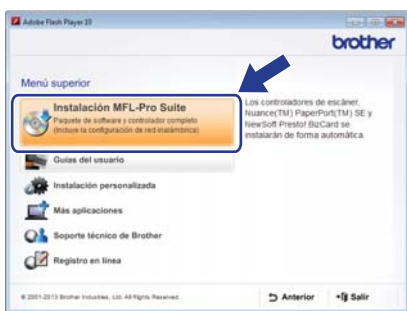 Adobe Flash Player 10
brother
Menú superior
Instalación MFL-Pro Suite
Paquete de software y controlador completo
(incluye la configuración de red inalámbrica)
Guías del usuario
Instalación personalizada
Más aplicaciones
Soporte técnico de Brother
Registro en línea
Los controladores de escáner,
Nuance(TM) PaperPort(TM) SE y
NewSoft Presto! BizCard se
instalarán de forma automática.
© 2001-2013 Brother Industries, Ltd. All Rights Reserved.
Anterior
Salir